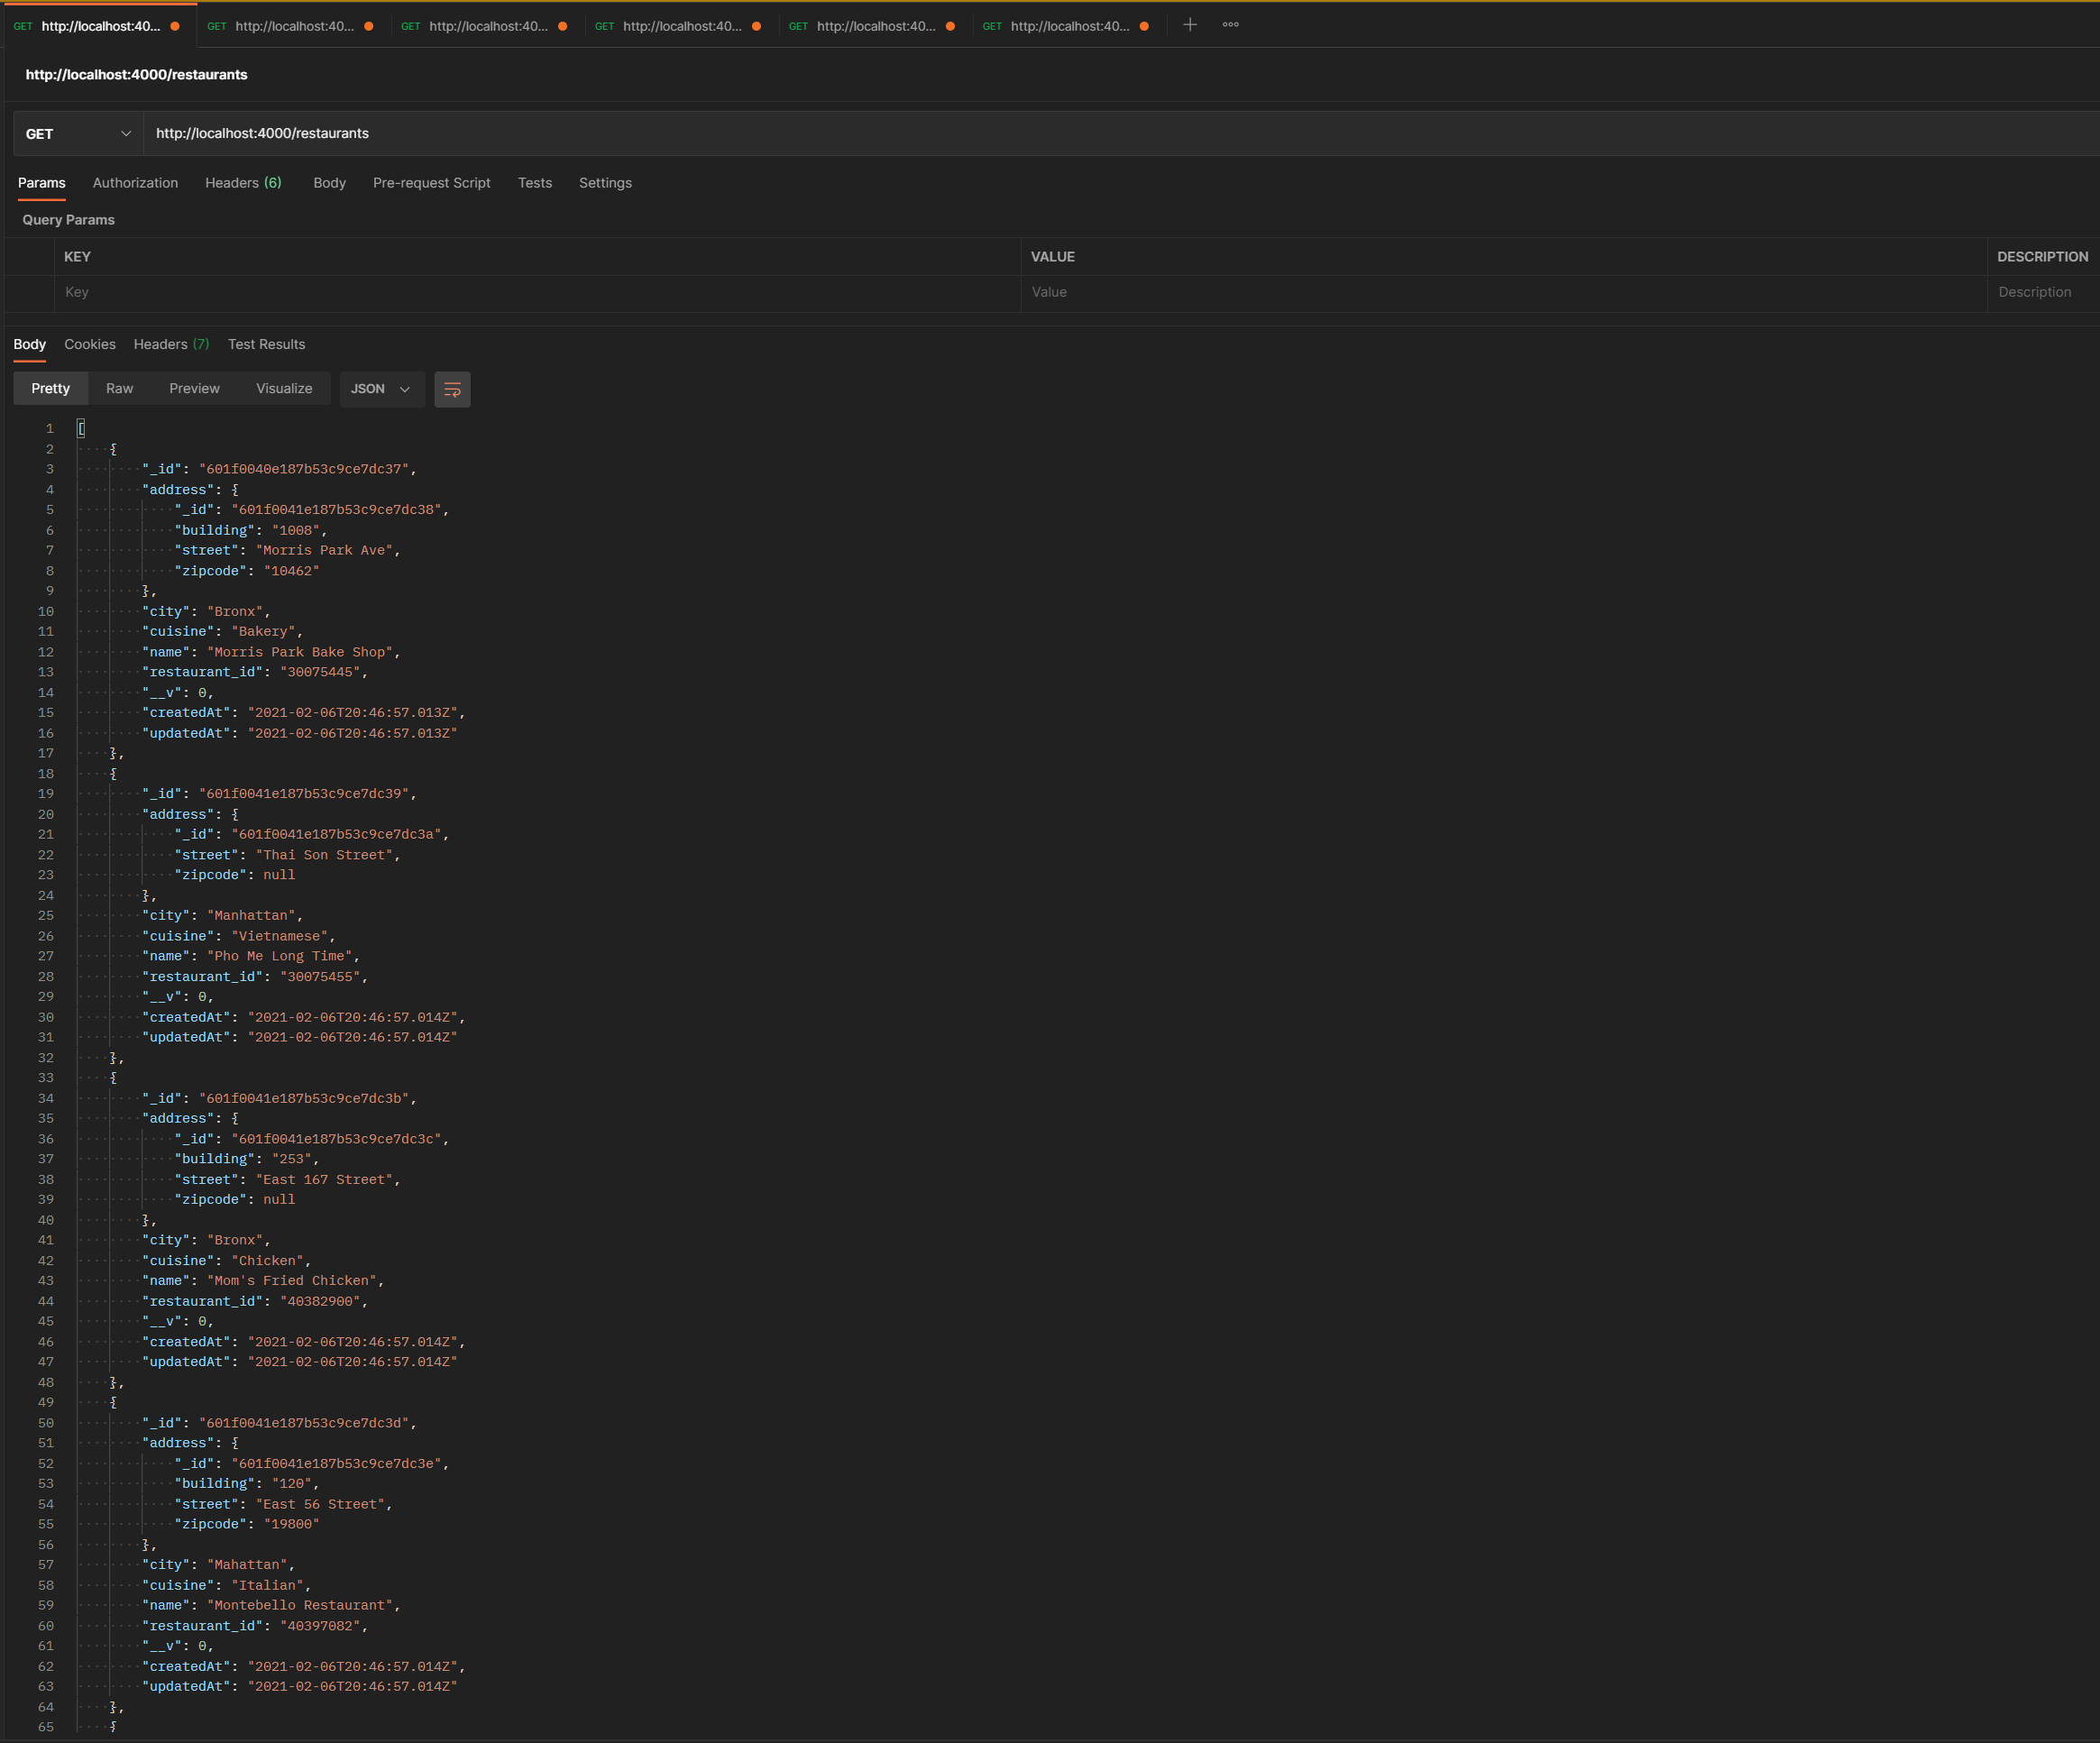 GET http://localhost:40... GET http://localhost:40... GET http://localhost:40... GET http://localhost:40... GET http://localhost:40... GET http://localhost:40...
http://localhost:4000/restaurants
GET http://localhost:4000/restaurants
Params Authorization Headers (6) Body Pre-request Script Tests Settings
Query Params
KEY VALUE DESCRIPTION
Key Value Description
Body Cookies Headers (7) Test Results
Pretty Raw Preview Visualize JSON
1 [
2 {
3 "_id": "601f0040e187b53c9ce7dc37",
4 "address": {
5 "_id": "601f0041e187b53c9ce7dc38",
6 "building": "1008",
7 "street": "Morris Park Ave",
8 "zipcode": "10462"
9 },
10 "city": "Bronx",
11 "cuisine": "Bakery",
12 "name": "Morris Park Bake Shop",
13 "restaurant_id": "30075445",
14 "__v": 0,
15 "createdAt": "2021-02-06T20:46:57.013Z",
16 "updatedAt": "2021-02-06T20:46:57.013Z"
17 },
18 {
19 "_id": "601f0041e187b53c9ce7dc39",
20 "address": {
21 "_id": "601f0041e187b53c9ce7dc3a",
22 "street": "Thai Son Street",
23 "zipcode": null
24 },
25 "city": "Manhattan",
26 "cuisine": "Vietnamese",
27 "name": "Pho Me Long Time",
28 "restaurant_id": "30075455",
29 "__v": 0,
30 "createdAt": "2021-02-06T20:46:57.014Z",
31 "updatedAt": "2021-02-06T20:46:57.014Z"
32 },
33 {
34 "_id": "601f0041e187b53c9ce7dc3b",
35 "address": {
36 "_id": "601f0041e187b53c9ce7dc3c",
37 "building": "253",
38 "street": "East 167 Street",
39 "zipcode": null
40 },
41 "city": "Bronx",
42 "cuisine": "Chicken",
43 "name": "Mom's Fried Chicken",
44 "restaurant_id": "40382900",
45 "__v": 0,
46 "createdAt": "2021-02-06T20:46:57.014Z",
47 "updatedAt": "2021-02-06T20:46:57.014Z"
48 },
49 {
50 "_id": "601f0041e187b53c9ce7dc3d",
51 "address": {
52 "_id": "601f0041e187b53c9ce7dc3e",
53 "building": "120",
54 "street": "East 56 Street",
55 "zipcode": "19800"
56 },
57 "city": "Mahattan",
58 "cuisine": "Italian",
59 "name": "Montebello Restaurant",
60 "restaurant_id": "40397082",
61 "__v": 0,
62 "createdAt": "2021-02-06T20:46:57.014Z",
63 "updatedAt": "2021-02-06T20:46:57.014Z"
64 },
65 {